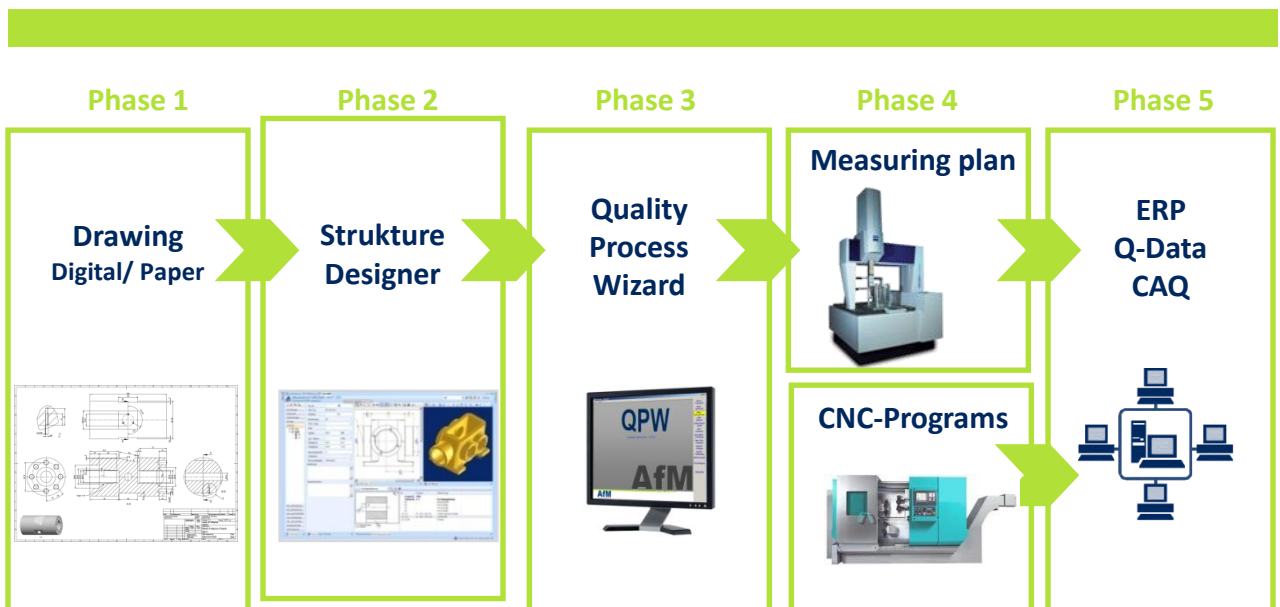 Phase 1
Phase 2
Phase 3
Phase 4
Phase 5
Drawing
Digital/ Paper
Strukture
Designer
Quality
Process
Wizard
QPW
AfM
AfM
Measuring plan
CNC-Programs
ERP
Q-Data
CAQ